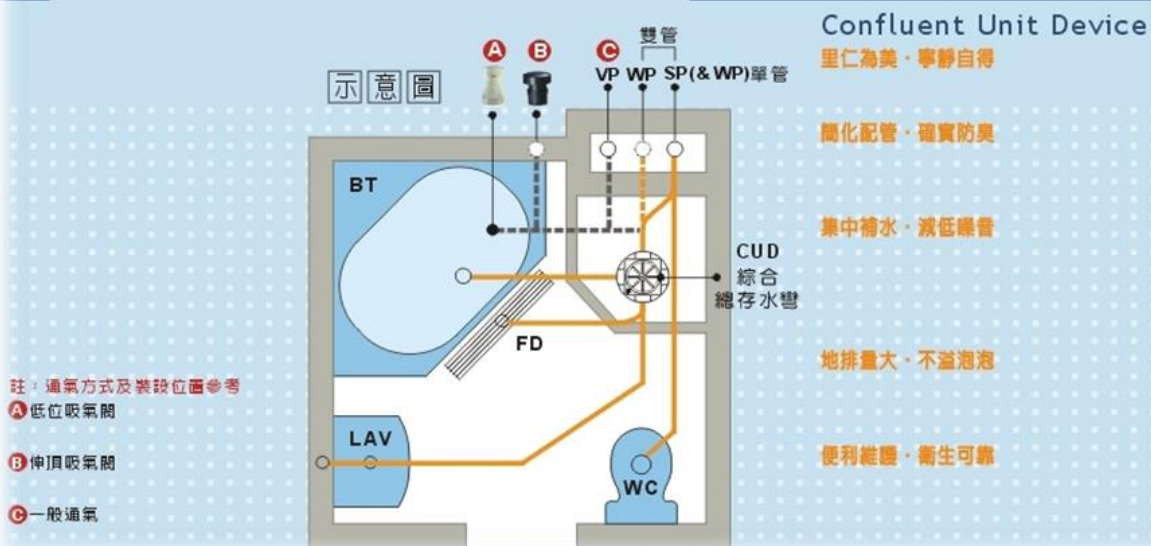 Confluent Unit Device
里仁為美・寧靜自得
簡化配管・確實防臭
集中補水・減低噪音
地排量大・不溢泡泡
便利維護・衛生可靠
示意圖
A
B
C
雙管
VP WP SP(& WP)單管
BT
CUD
綜合
總存水彎
FD
LAV
WC
註：通氣方式及裝設位置參考
A低位吸氣閥
B伸頂吸氣閥
C一般通氣